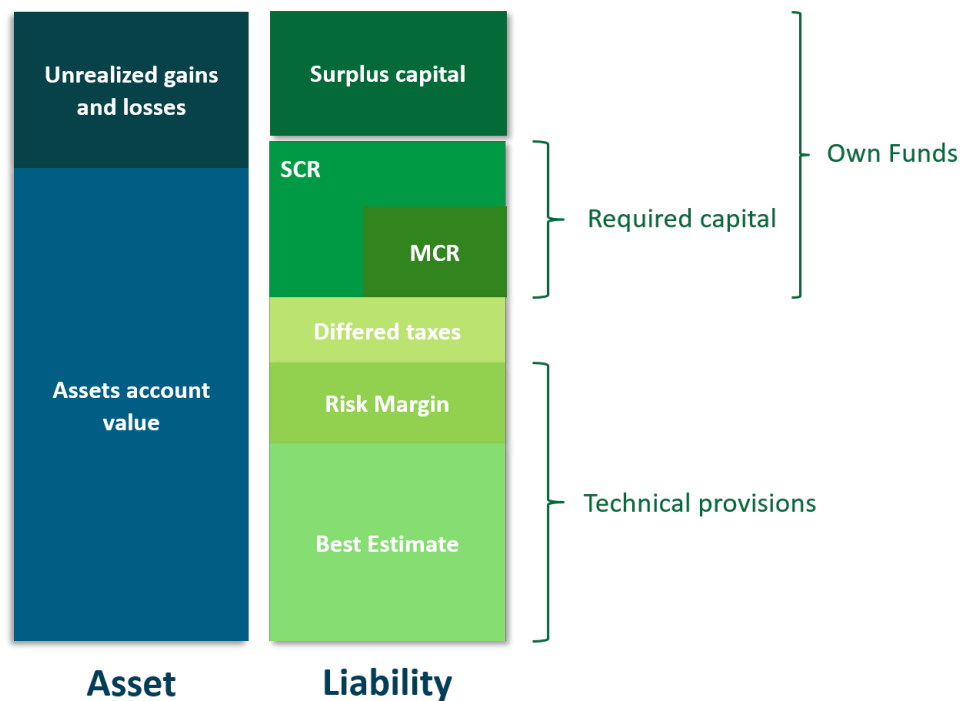 Unrealized gains
and losses
Assets account
value
Asset
Surplus capital
SCR
MCR
Differed taxes
Risk Margin
Best Estimate
Liability
Own Funds
Required capital
Technical provisions